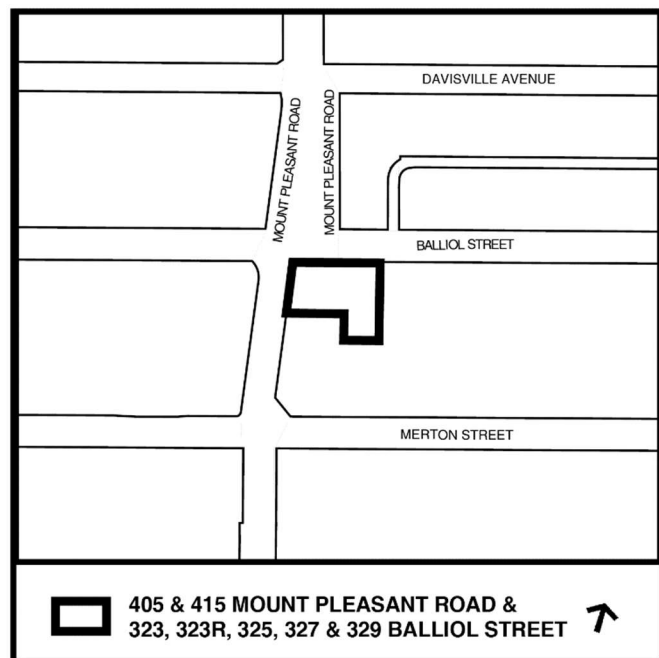 DAVISVILLE AVENUE
MOUNT PLEASANT ROAD
MOUNT PLEASANT ROAD
BALLIOL STREET
MERTON STREET
405 & 415 MOUNT PLEASANT ROAD &
323, 323R, 325, 327 & 329 BALLIOL STREET